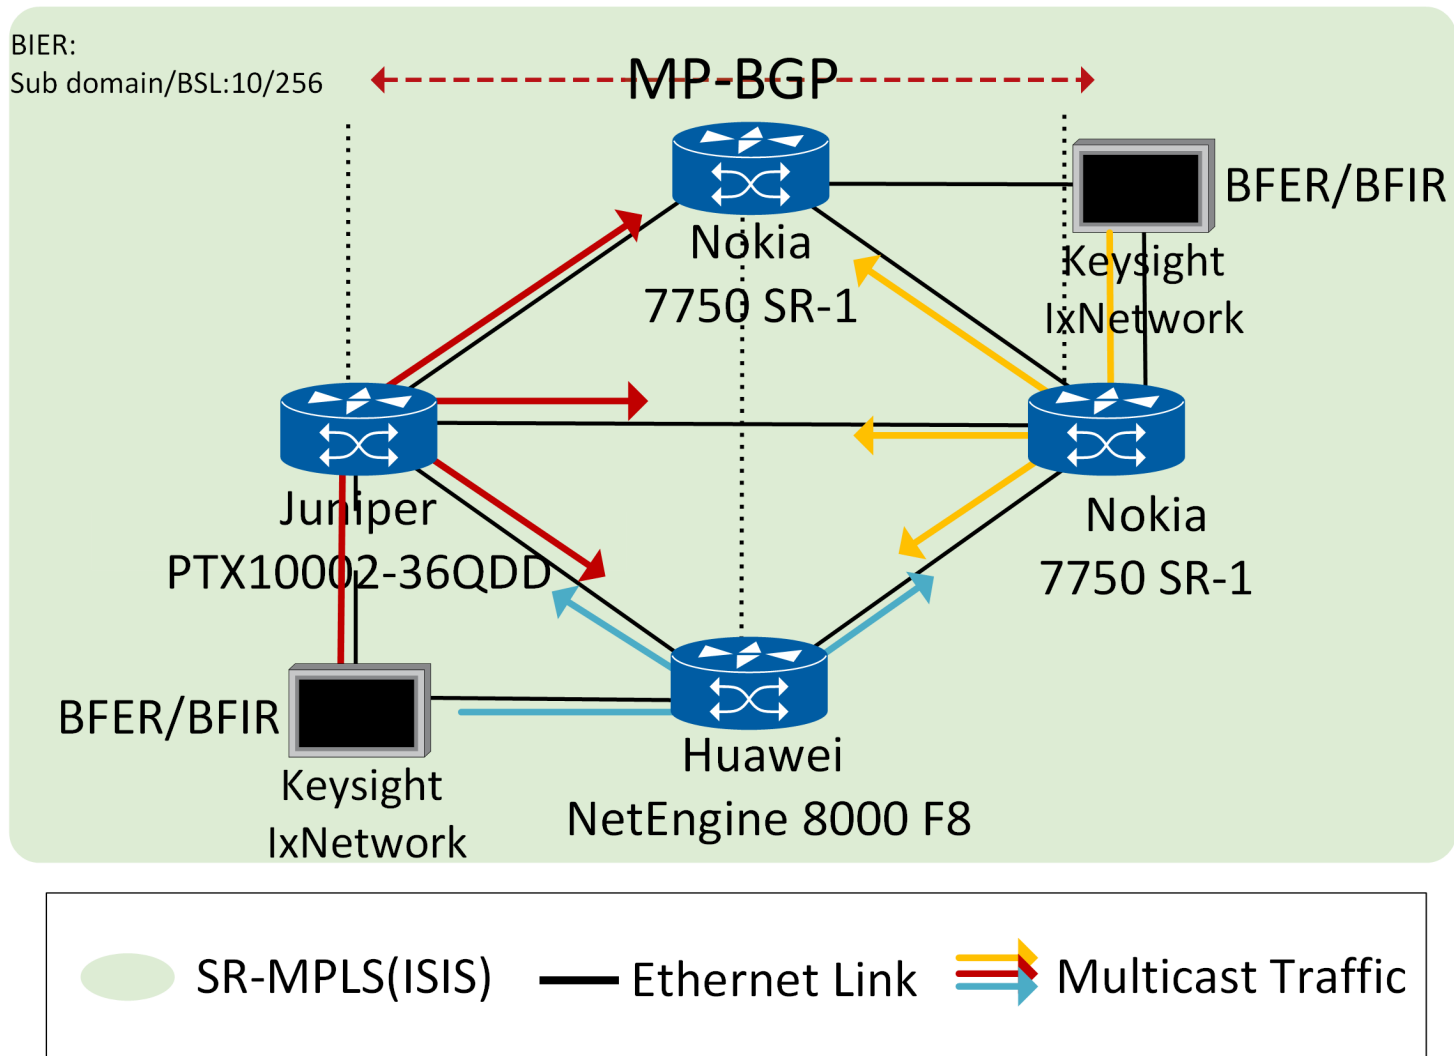 BIER:
Sub domain/BSL:10/256
MP-BGP
BFER/BFIR
Nokia
7750 SR-1
Keysight
IxNetwork
Juniper
PTX10002-36QDD
Nokia
7750 SR-1
BFER/BFIR
Keysight
IxNetwork
Huawei
NetEngine 8000 F8
SR-MPLS(ISIS)
Ethernet Link
Multicast Traffic